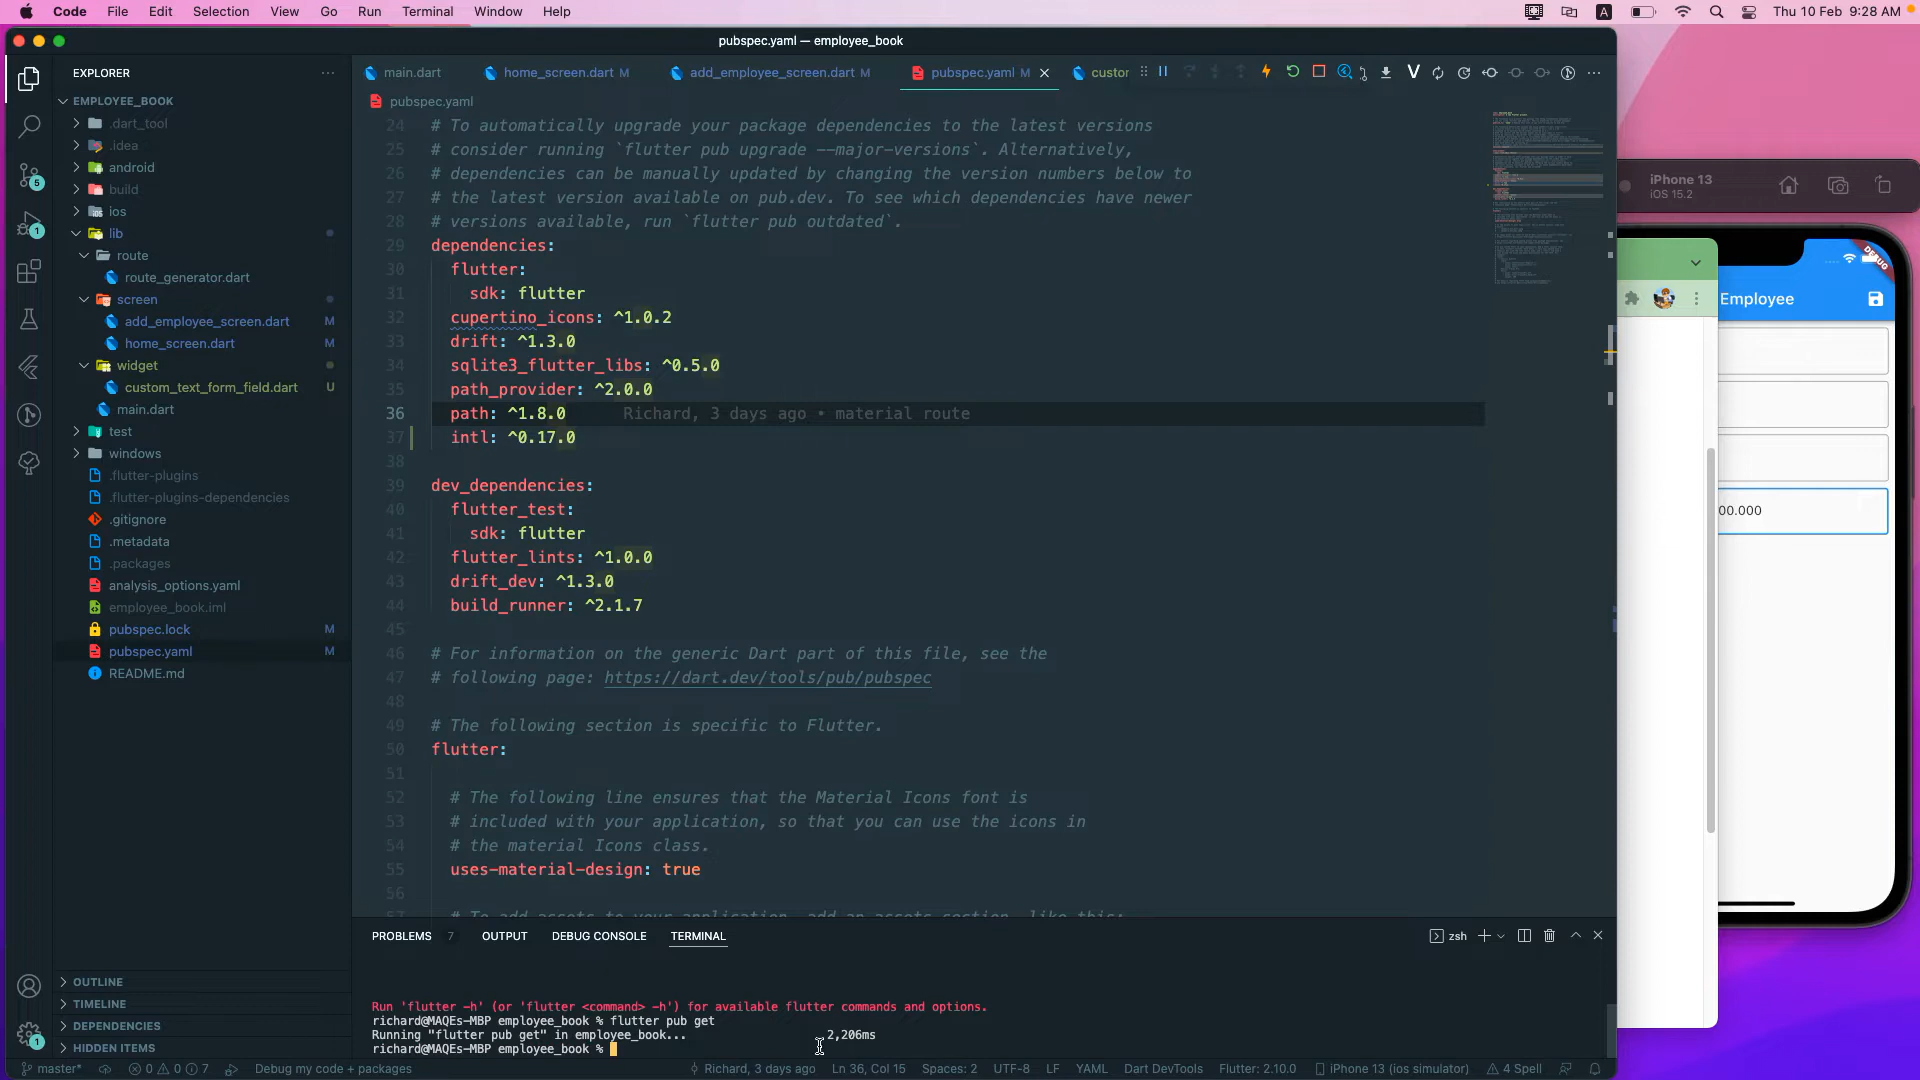 Code File Edit Selection View Go Run Terminal Window Help
A
Thu 10 Feb 9:28 AM
pubspec.yaml — employee_book
EXPLORER
main.dart
home_screen.dart M
add_employee_screen.dart M
pubspec.yaml M
custor
pubspec.yaml
EMPLOYEE_BOOK
.dart_tool
.idea
android
build
ios
lib
route
route_generator.dart
screen
add_employee_screen.dart M
home_screen.dart M
widget
custom_text_form_field.dart U
main.dart
test
windows
.flutter-plugins
.flutter-plugins-dependencies
.gitignore
.metadata
.packages
analysis_options.yaml
employee_book.iml
pubspec.lock M
pubspec.yaml M
README.md
OUTLINE
TIMELINE
DEPENDENCIES
HIDDEN ITEMS
5
1
1
24 # To automatically upgrade your package dependencies to the latest versions
25 # consider running `flutter pub upgrade --major-versions`. Alternatively,
26 # dependencies can be manually updated by changing the version numbers below to
27 # the latest version available on pub.dev. To see which dependencies have newer
28 # versions available, run `flutter pub outdated`.
29 dependencies:
30 flutter:
31 sdk: flutter
32 cupertino_icons: ^1.0.2
33 drift: ^1.3.0
34 sqlite3_flutter_libs: ^0.5.0
35 path_provider: ^2.0.0
36 path: ^1.8.0 Richard, 3 days ago • material route
37 intl: ^0.17.0
38
39 dev_dependencies:
40 flutter_test:
41 sdk: flutter
42 flutter_lints: ^1.0.0
43 drift_dev: ^1.3.0
44 build_runner: ^2.1.7
45
46 # For information on the generic Dart part of this file, see the
47 # following page: https://dart.dev/tools/pub/pubspec
48
49 # The following section is specific to Flutter.
50 flutter:
51
52 # The following line ensures that the Material Icons font is
53 # included with your application, so that you can use the icons in
54 # the material Icons class.
55 uses-material-design: true
56
57 # To add assets to your application, add an assets section, like this:
PROBLEMS 7 OUTPUT DEBUG CONSOLE TERMINAL
zsh
Run 'flutter -h' (or 'flutter <command> -h') for available flutter commands and options.
richard@MAQEs-MBP employee_book % flutter pub get
Running "flutter pub get" in employee_book... 2,206ms
richard@MAQEs-MBP employee_book %
master* 0 0 7 Debug my code + packages
Richard, 3 days ago Ln 36, Col 15 Spaces: 2 UTF-8 LF YAML Dart DevTools Flutter: 2.10.0 iPhone 13 (ios simulator) 4 Spell
iPhone 13
iOS 15.2
DEBUG
Employee
00.000